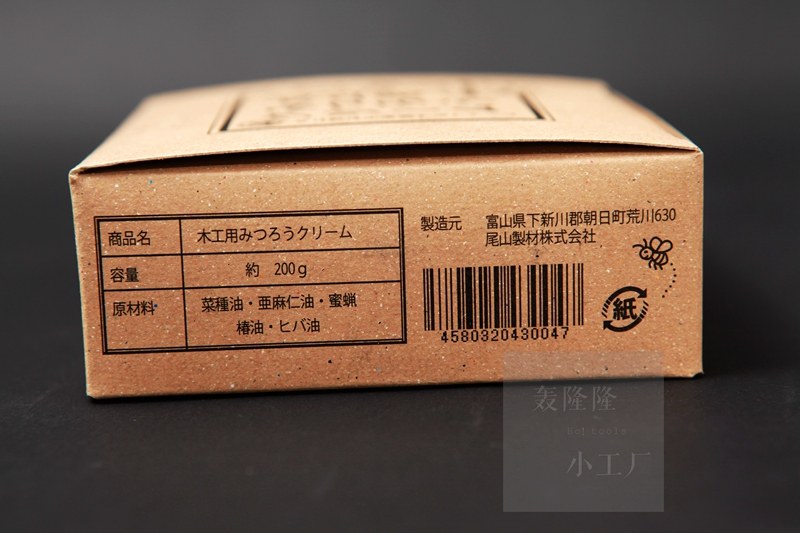 商品名 木工用みつろうクリーム
容量 約 200g
原材料 菜種油・亜麻仁油・蜜蝋
椿油・ヒバ油
製造元 富山県下新川郡朝日町荒川630
尾山製材株式会社
4580320430047
紙
轰隆隆
Hot tools
小工厂